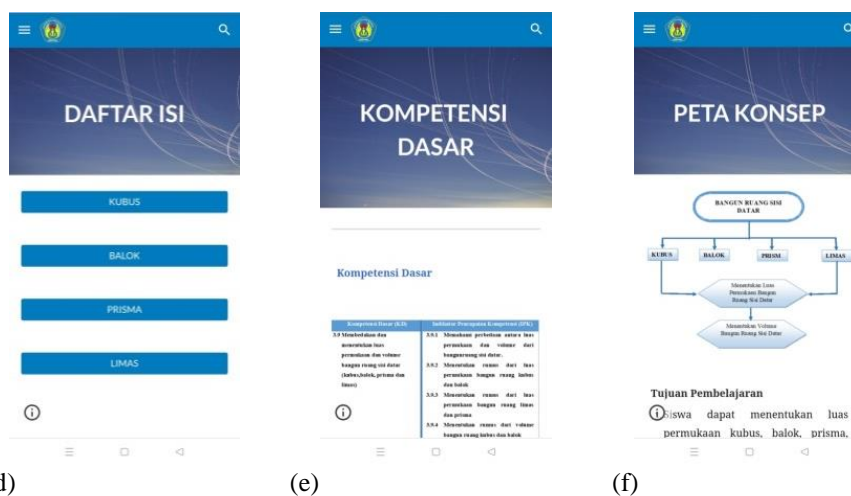 DAFTAR ISI
KUBUS
BALOK
PRISMA
LIMAS
d)
KOMPETENSI
DASAR
Kompetensi Dasar
Kompetensi Dasar (KD)
Indikator Pencapaian Kompetensi (IPK)
3.9 Membedakan dan
menentukan luas
permukaan dan volume
bangun ruang sisi datar
(kubus,balok, prisma dan
limas)
3.9.1 Memahami perbedaan antara luas
permukaan dan volume dari
bangunruang sisi datar.
3.9.2 Menentukan rumus dari luas
permukaan bangun ruang kubus
dan balok
3.9.3 Menentukan rumus dari luas
permukaan bangun ruang limas
dan prisma
3.9.4 Menentukan rumus dari volume
bangun ruang kubus dan balok
(e)
PETA KONSEP
BANGUN RUANG SISI
DATAR
KUBUS
BALOK
PRISM
LIMAS
Menentukan Luas
Permukaan Bangun
Ruang Sisi Datar
Menentukan Volume
Bangun Ruang Sisi Datar
Tujuan Pembelajaran
Siswa dapat menentukan luas
permukaan kubus, balok, prisma,
(f)